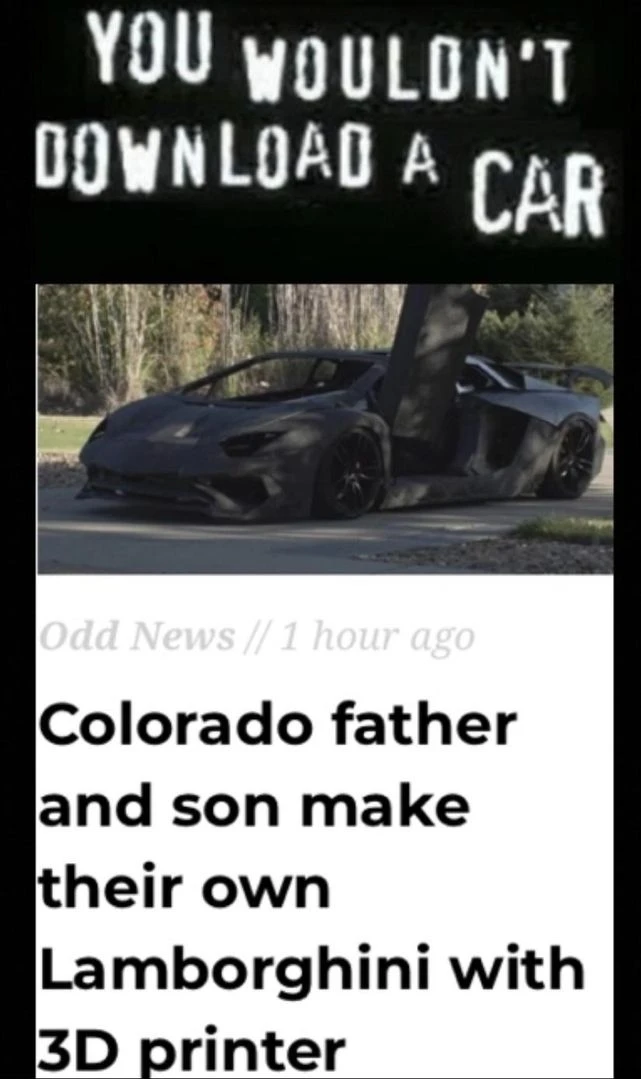 YOU WOULDN'T
DOWNLOAD A CAR
Odd News // 1 hour ago
Colorado father
and son make
their own
Lamborghini with
3D printer